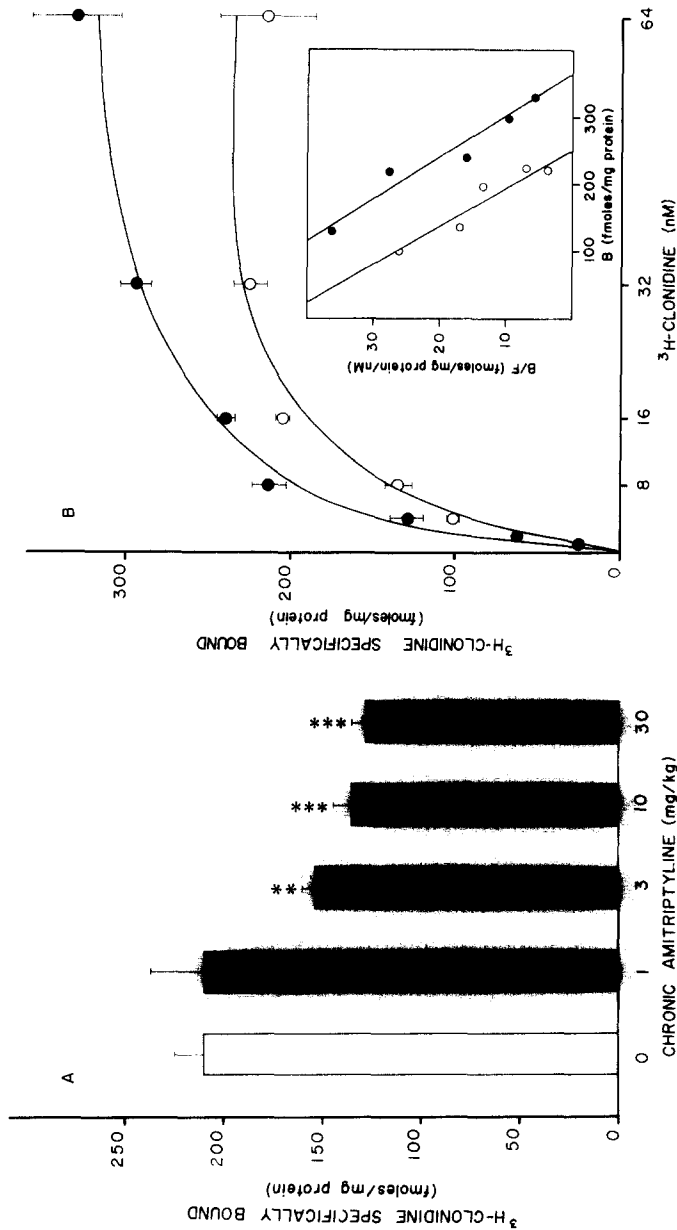 A
³H-CLONIDINE SPECIFICALLY BOUND
(fmoles/mg protein)
250
200
150
100
50
0
**
***
***
0
1
3
10
30
CHRONIC AMITRIPTYLINE (mg/kg)
B
³H-CLONIDINE SPECIFICALLY BOUND
(fmoles/mg protein)
300
200
100
0
0
8
16
32
64
³H-CLONIDINE (nM)
B/F (fmoles/mg protein/nM)
30
20
10
100
200
300
B (fmoles/mg protein)